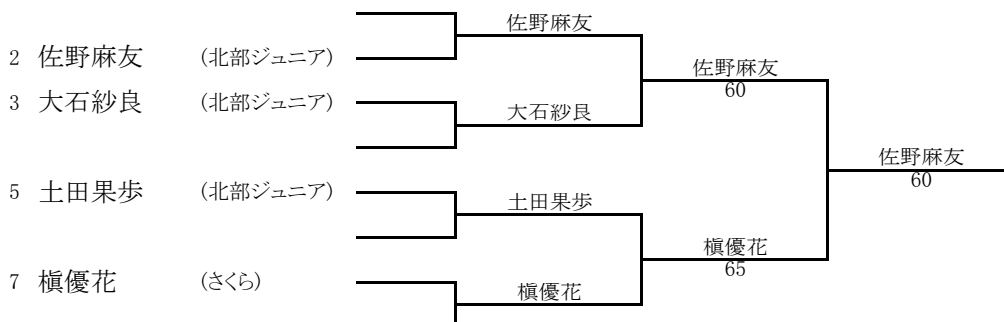 佐野麻友
2 佐野麻友 (北部ジュニア)
佐野麻友
60
3 大石紗良 (北部ジュニア)
大石紗良
佐野麻友
60
5 土田果歩 (北部ジュニア)
土田果歩
槇優花
65
7 槇優花 (さくら)
槇優花